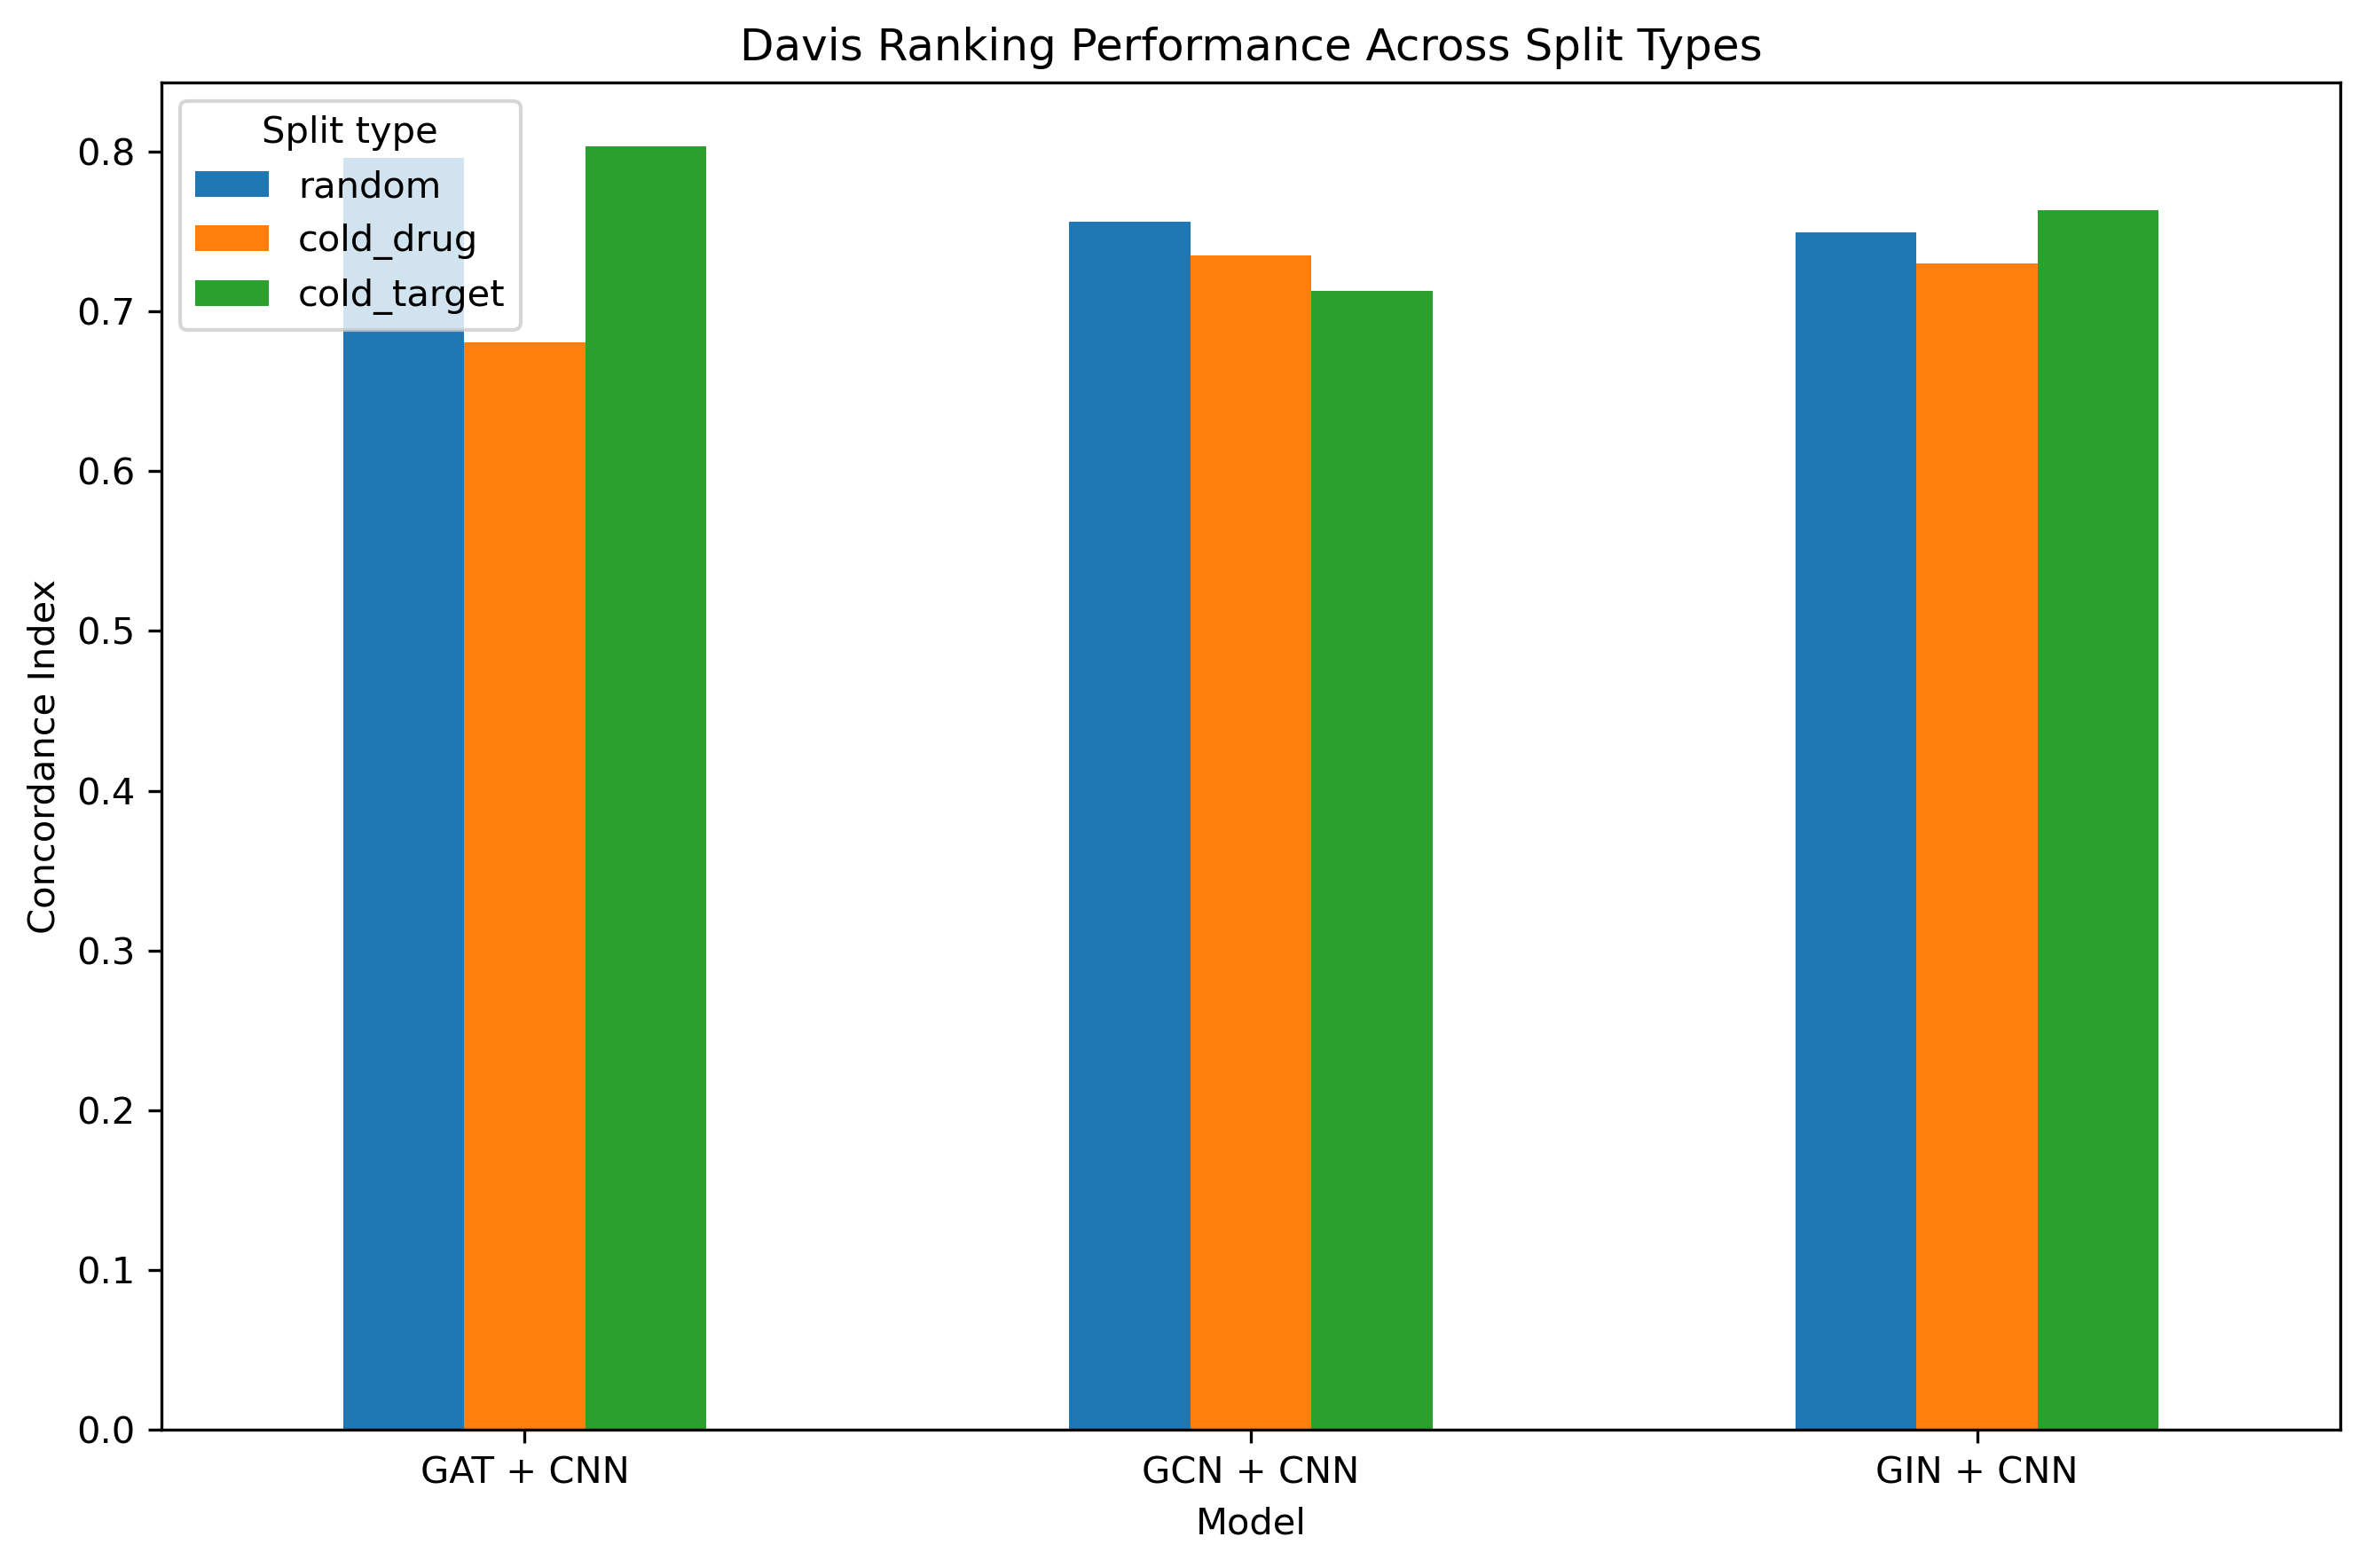 Davis Ranking Performance Across Split Types
Split type
random
cold_drug
cold_target
Concordance Index
0.8
0.7
0.6
0.5
0.4
0.3
0.2
0.1
0.0
GAT + CNN
GCN + CNN
GIN + CNN
Model